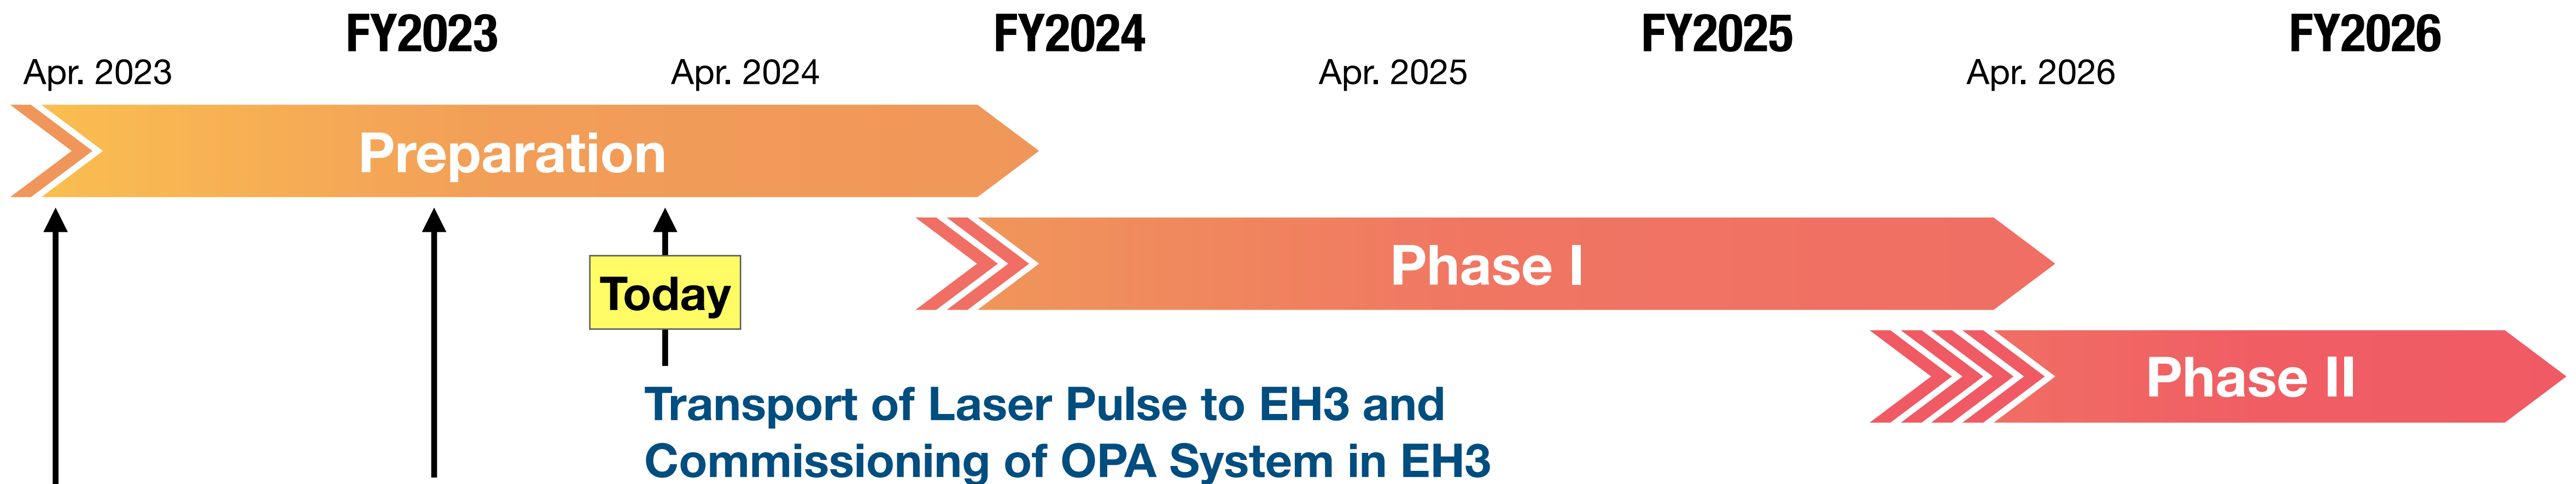 FY2023 FY2024 FY2025 FY2026
Apr. 2023 Apr. 2024 Apr. 2025 Apr. 2026
Preparation
Phase I
Today
Phase II
Transport of Laser Pulse to EH3 and
Commissioning of OPA System in EH3